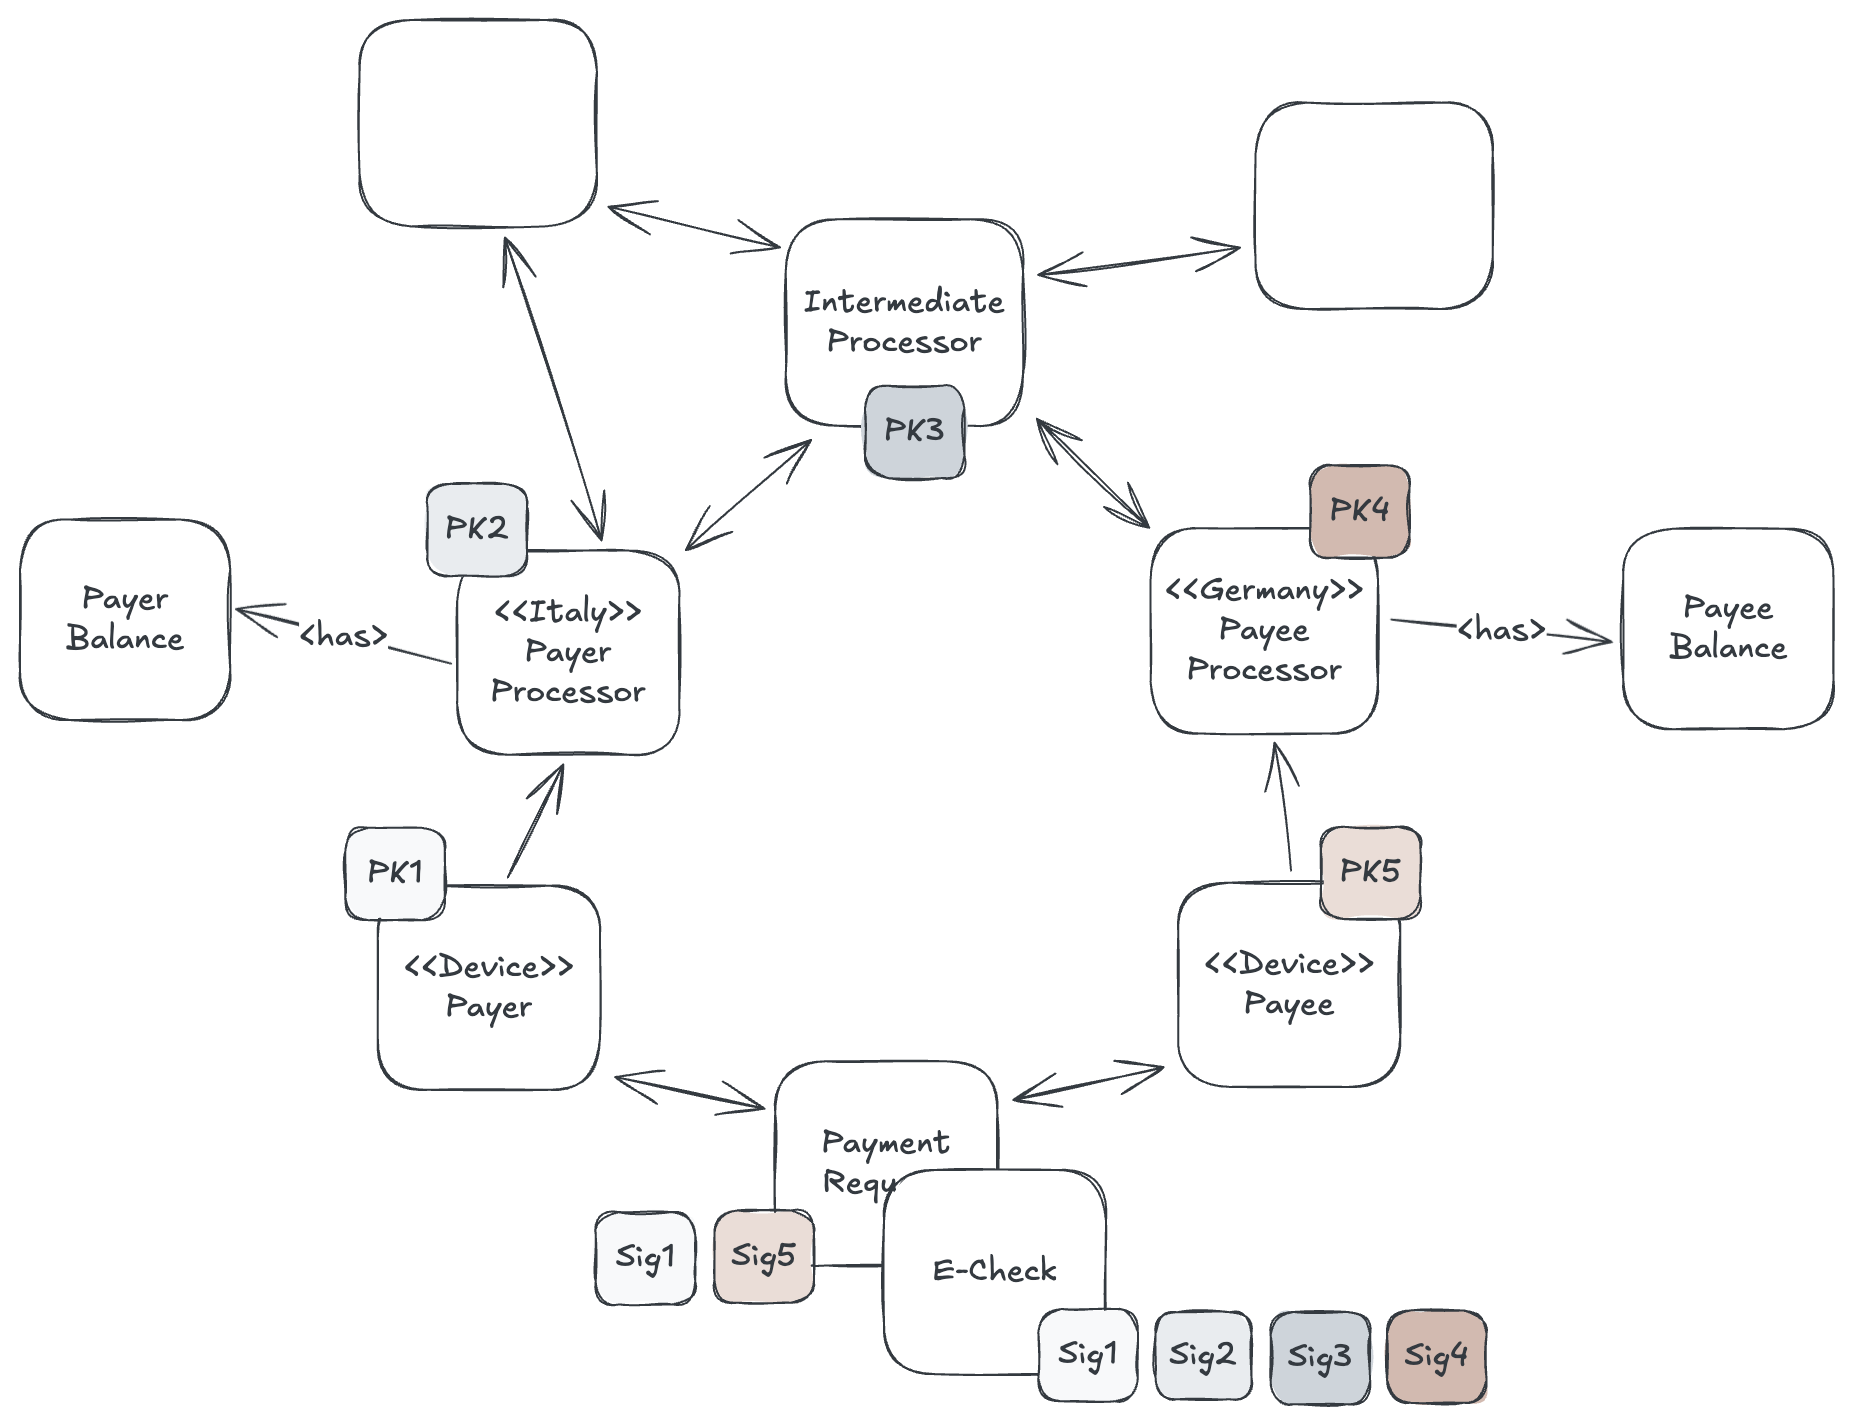 Intermediate
Processor
PK3
PK2
PK4
Payer
Balance
<has>
<<Italy>>
Payer
Processor
<<Germany>>
Payee
Processor
<has>
Payee
Balance
PK1
<<Device>>
Payer
PK5
<<Device>>
Payee
Payment
Requ
Sig1
Sig5
E-Check
Sig1
Sig2
Sig3
Sig4